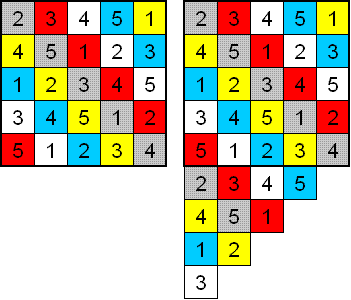 2 3 4 5 1 2 3 4 5 1
4 5 1 2 3 4 5 1 2 3
1 2 3 4 5 1 2 3 4 5
3 4 5 1 2 3 4 5 1 2
5 1 2 3 4 5 1 2 3 4
2 3 4 5
4 5 1
1 2
3